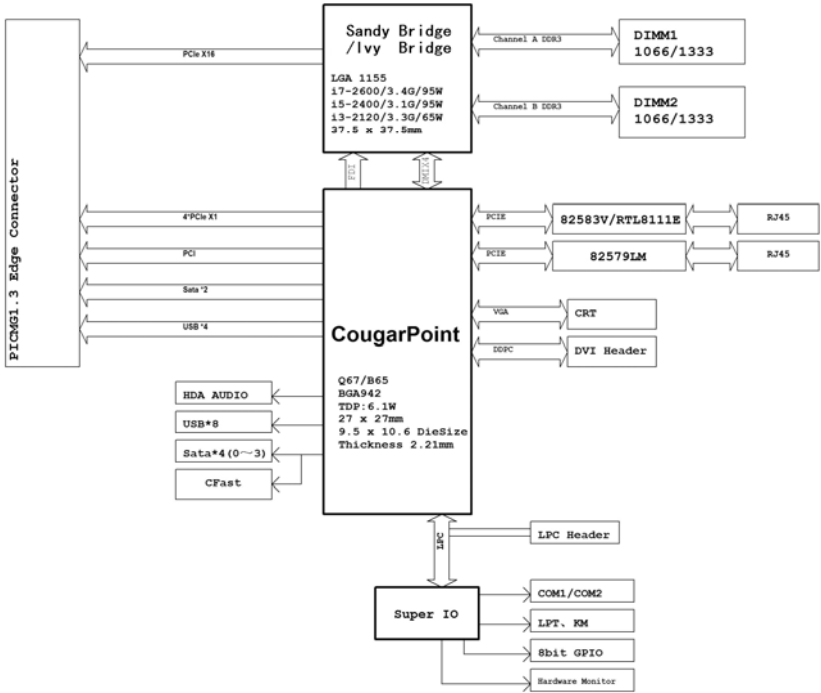 Sandy Bridge
/Ivy Bridge
LGA 1155
i7-2600/3.4G/95W
i5-2400/3.1G/95W
i3-2120/3.3G/65W
37.5 x 37.5mm
PCIe X16
Channel A DDR3
DIMM1
1066/1333
Channel B DDR3
DIMM2
1066/1333
PICMG1.3 Edge Connector
FDI
DMIX4
4*PCIe X1
PCI
Sata *2
USB *4
PCIE
82583V/RTL8111E
RJ45
PCIE
82579LM
RJ45
VGA
CRT
DDPC
DVI Header
CougarPoint
Q67/B65
BGA942
TDP:6.1W
27 x 27mm
9.5 x 10.6 DieSize
Thickness 2.21mm
HDA AUDIO
USB*8
Sata*4(0～3)
CFast
LPC
LPC Header
Super IO
COM1/COM2
LPT、KM
8bit GPIO
Hardware Monitor